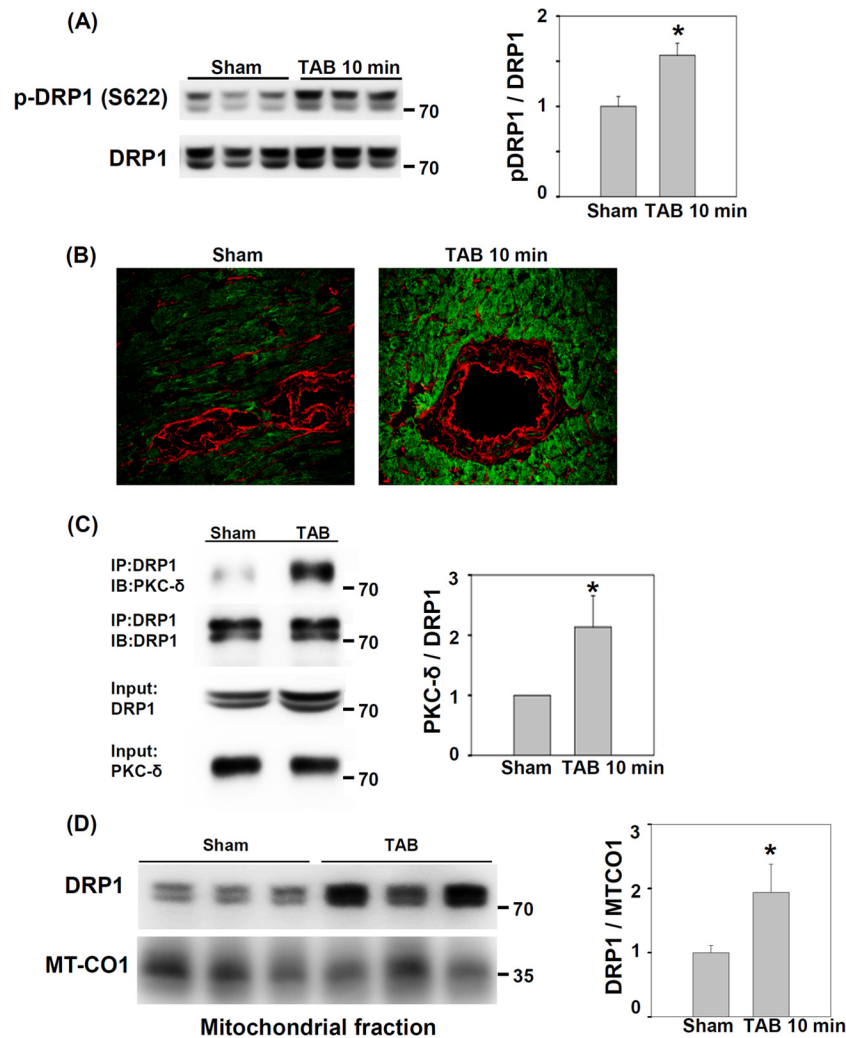 (A)
Sham TAB 10 min
p-DRP1 (S622)
70
DRP1
70
pDRP1 / DRP1
2
1
0
*
Sham TAB 10 min
(B)
Sham TAB 10 min
(C)
Sham TAB
IP:DRP1
IB:PKC-δ
70
IP:DRP1
IB:DRP1
70
Input:
DRP1
70
Input:
PKC-δ
70
PKC-δ / DRP1
3
2
1
0
*
Sham TAB 10 min
(D)
Sham TAB
DRP1
70
MT-CO1
35
Mitochondrial fraction
DRP1 / MTCO1
3
2
1
0
*
Sham TAB 10 min